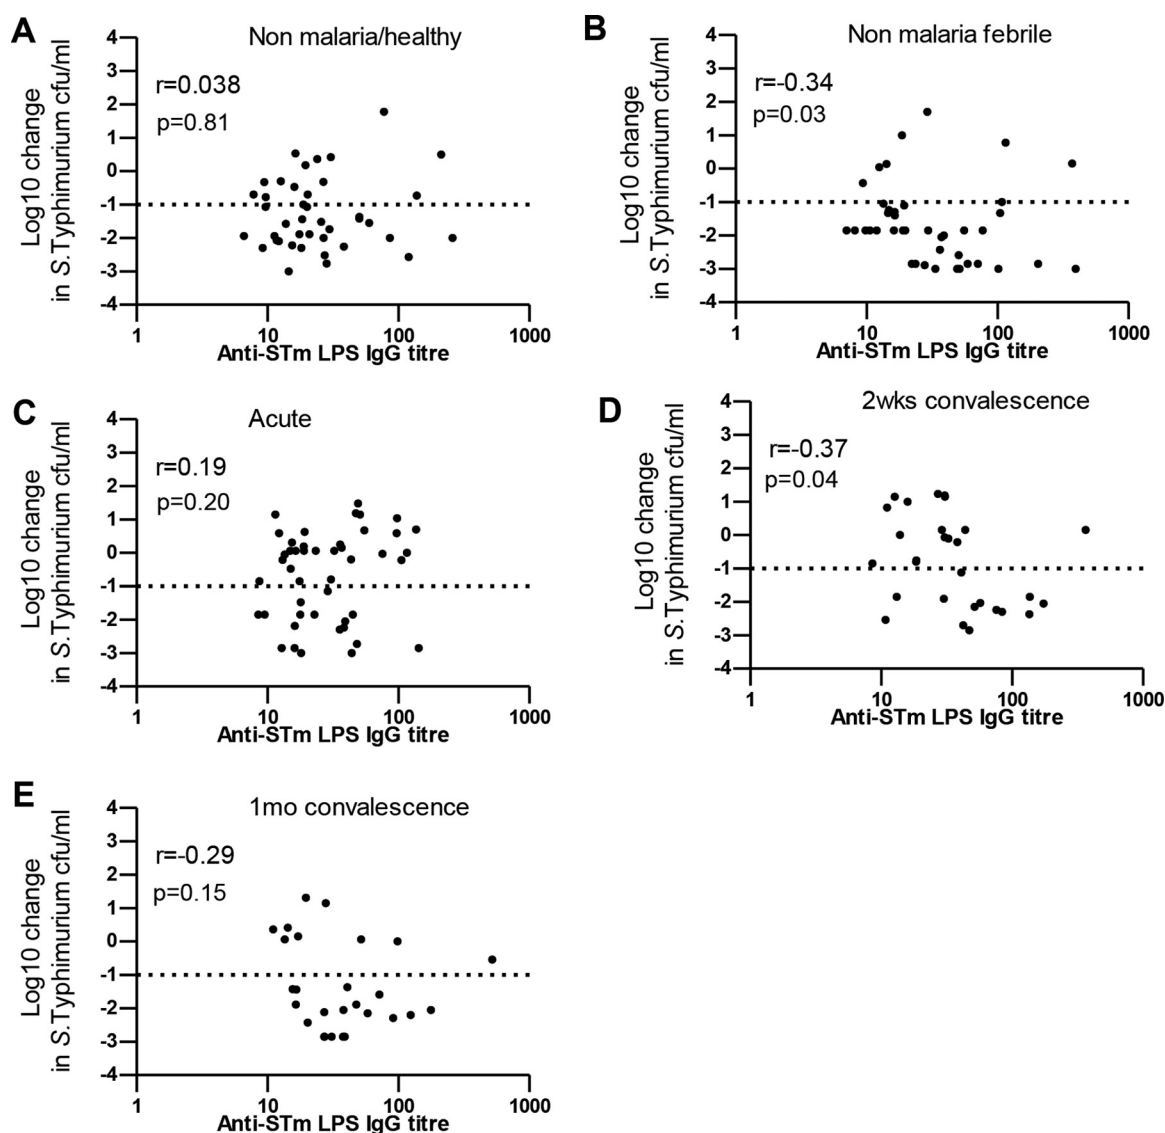 A
Non malaria/healthy
r=0.038
p=0.81
Log10 change
in S.Typhimurium cfu/ml
4
3
2
1
0
-1
-2
-3
-4
1 10 100 1000
Anti-STm LPS IgG titre
B
Non malaria febrile
r=-0.34
p=0.03
Log10 change
in S.Typhimurium cfu/ml
4
3
2
1
0
-1
-2
-3
-4
1 10 100 1000
Anti-STm LPS IgG titre
C
Acute
r=0.19
p=0.20
Log10 change
in S.Typhimurium cfu/ml
4
3
2
1
0
-1
-2
-3
-4
1 10 100 1000
Anti-STm LPS IgG titre
D
2wks convalescence
r=-0.37
p=0.04
Log10 change
in S.Typhimurium cfu/ml
4
3
2
1
0
-1
-2
-3
-4
1 10 100 1000
Anti-STm LPS IgG titre
E
1mo convalescence
r=-0.29
p=0.15
Log10 change
in S.Typhimurium cfu/ml
4
3
2
1
0
-1
-2
-3
-4
1 10 100 1000
Anti-STm LPS IgG titre